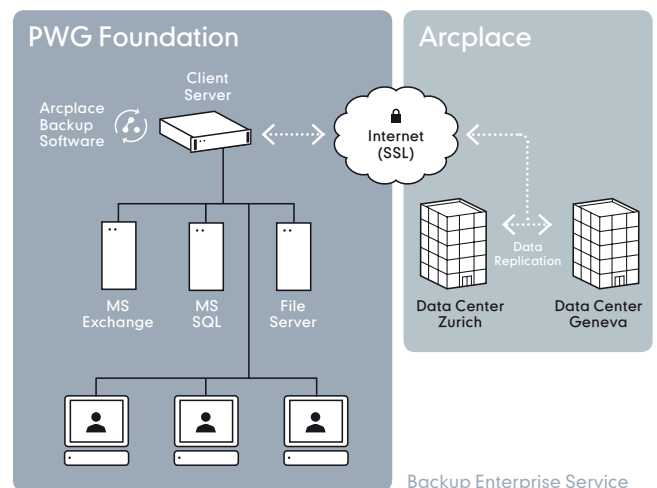 PWG Foundation
Arcplace
Client
Server
Arcplace
Backup
Software
Internet
(SSL)
Data
Replication
MS
Exchange
MS
SQL
File
Server
Data Center
Zurich
Data Center
Geneva
Backup Enterprise Service